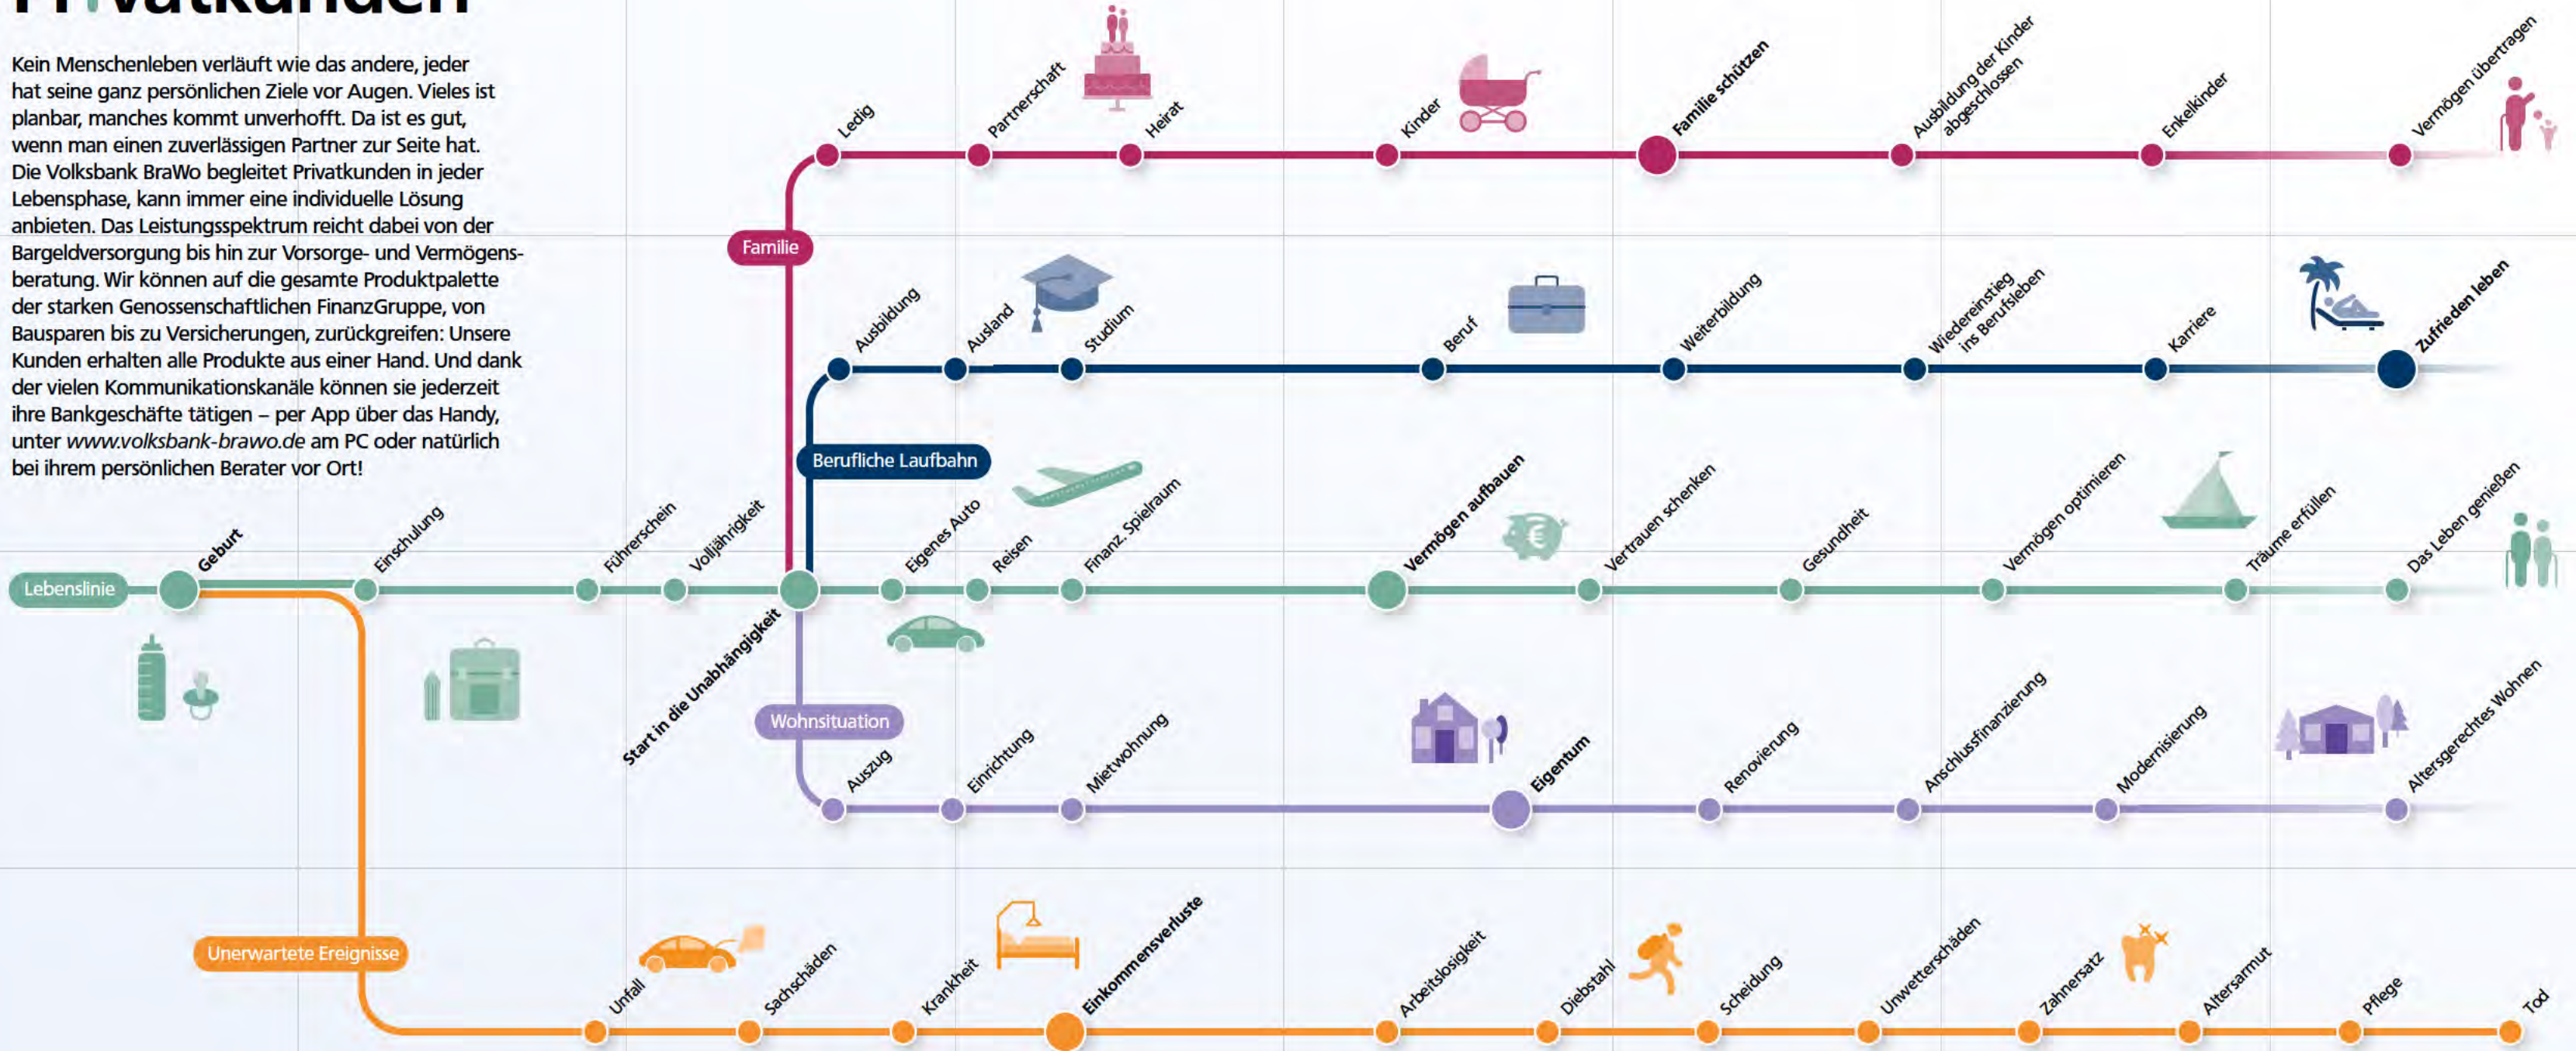 Privatkunden
Kein Menschenleben verläuft wie das andere, jeder
hat seine ganz persönlichen Ziele vor Augen. Vieles ist
planbar, manches kommt unverhofft. Da ist es gut,
wenn man einen zuverlässigen Partner zur Seite hat.
Die Volksbank BraWo begleitet Privatkunden in jeder
Lebensphase, kann immer eine individuelle Lösung
anbieten. Das Leistungsspektrum reicht dabei von der
Bargeldversorgung bis hin zur Vorsorge- und Vermögens-
beratung. Wir können auf die gesamte Produktpalette
der starken Genossenschaftlichen FinanzGruppe, von
Bausparen bis zu Versicherungen, zurückgreifen: Unsere
Kunden erhalten alle Produkte aus einer Hand. Und dank
der vielen Kommunikationskanäle können sie jederzeit
ihre Bankgeschäfte tätigen – per App über das Handy,
unter www.volksbank-brawo.de am PC oder natürlich
bei ihrem persönlichen Berater vor Ort!
Familie
Ledig
Partnerschaft
Heirat
Kinder
Familie schützen
Ausbildung der Kinder
abgeschlossen
Enkelkinder
Vermögen übertragen
Berufliche Laufbahn
Ausbildung
Ausland
Studium
Beruf
Weiterbildung
Wiedereinstieg
ins Berufsleben
Karriere
Zufrieden leben
Lebenslinie
Geburt
Einschulung
Führerschein
Volljährigkeit
Start in die Unabhängigkeit
Eigenes Auto
Reisen
Finanz. Spielraum
Vermögen aufbauen
€
Vertrauen schenken
Gesundheit
Vermögen optimieren
Träume erfüllen
Das Leben genießen
Wohnsituation
Auszug
Einrichtung
Mietwohnung
Eigentum
Renovierung
Anschlussfinanzierung
Modernisierung
Altersgerechtes Wohnen
Unerwartete Ereignisse
Unfall
Sachschäden
Krankheit
Einkommensverluste
Arbeitslosigkeit
Diebstahl
Scheidung
Unwetterschäden
Zahnersatz
Altersarmut
Pflege
Tod